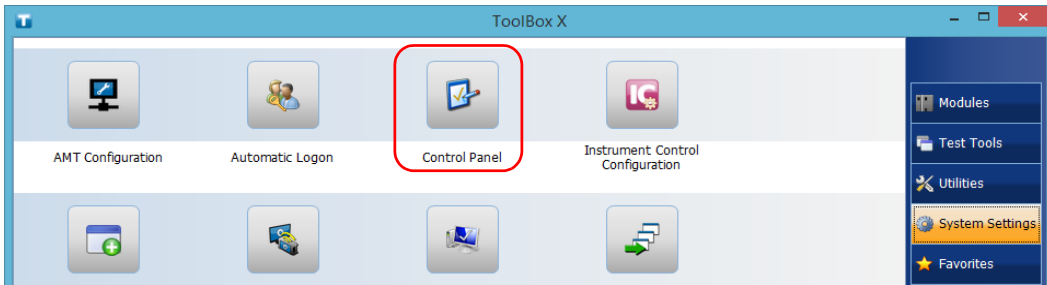 ToolBox X
AMT Configuration
Automatic Logon
Control Panel
Instrument Control
Configuration
Modules
Test Tools
Utilities
System Settings
Favorites